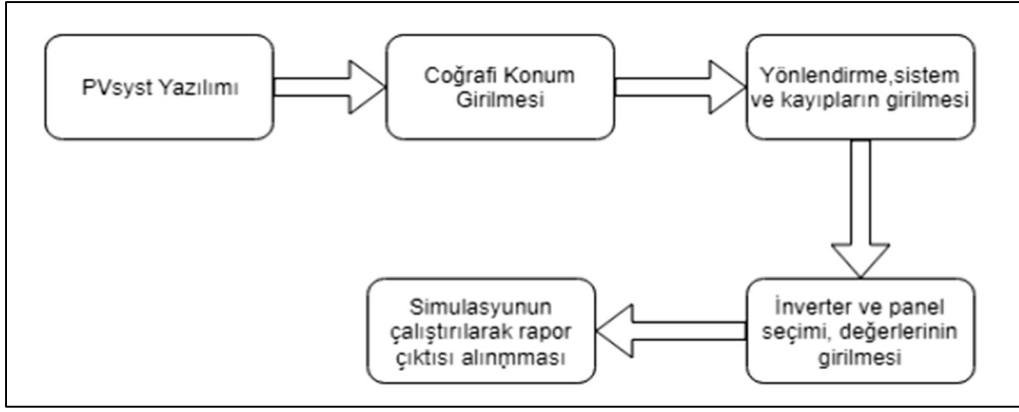 PVsyst Yazılımı
Coğrafi Konum
Girilmesi
Yönlendirme,sistem
ve kayıpların girilmesi
İnverter ve panel
seçimi, değerlerinin
girilmesi
Simulasyunun
çalıştırılarak rapor
çıktısı alınmması